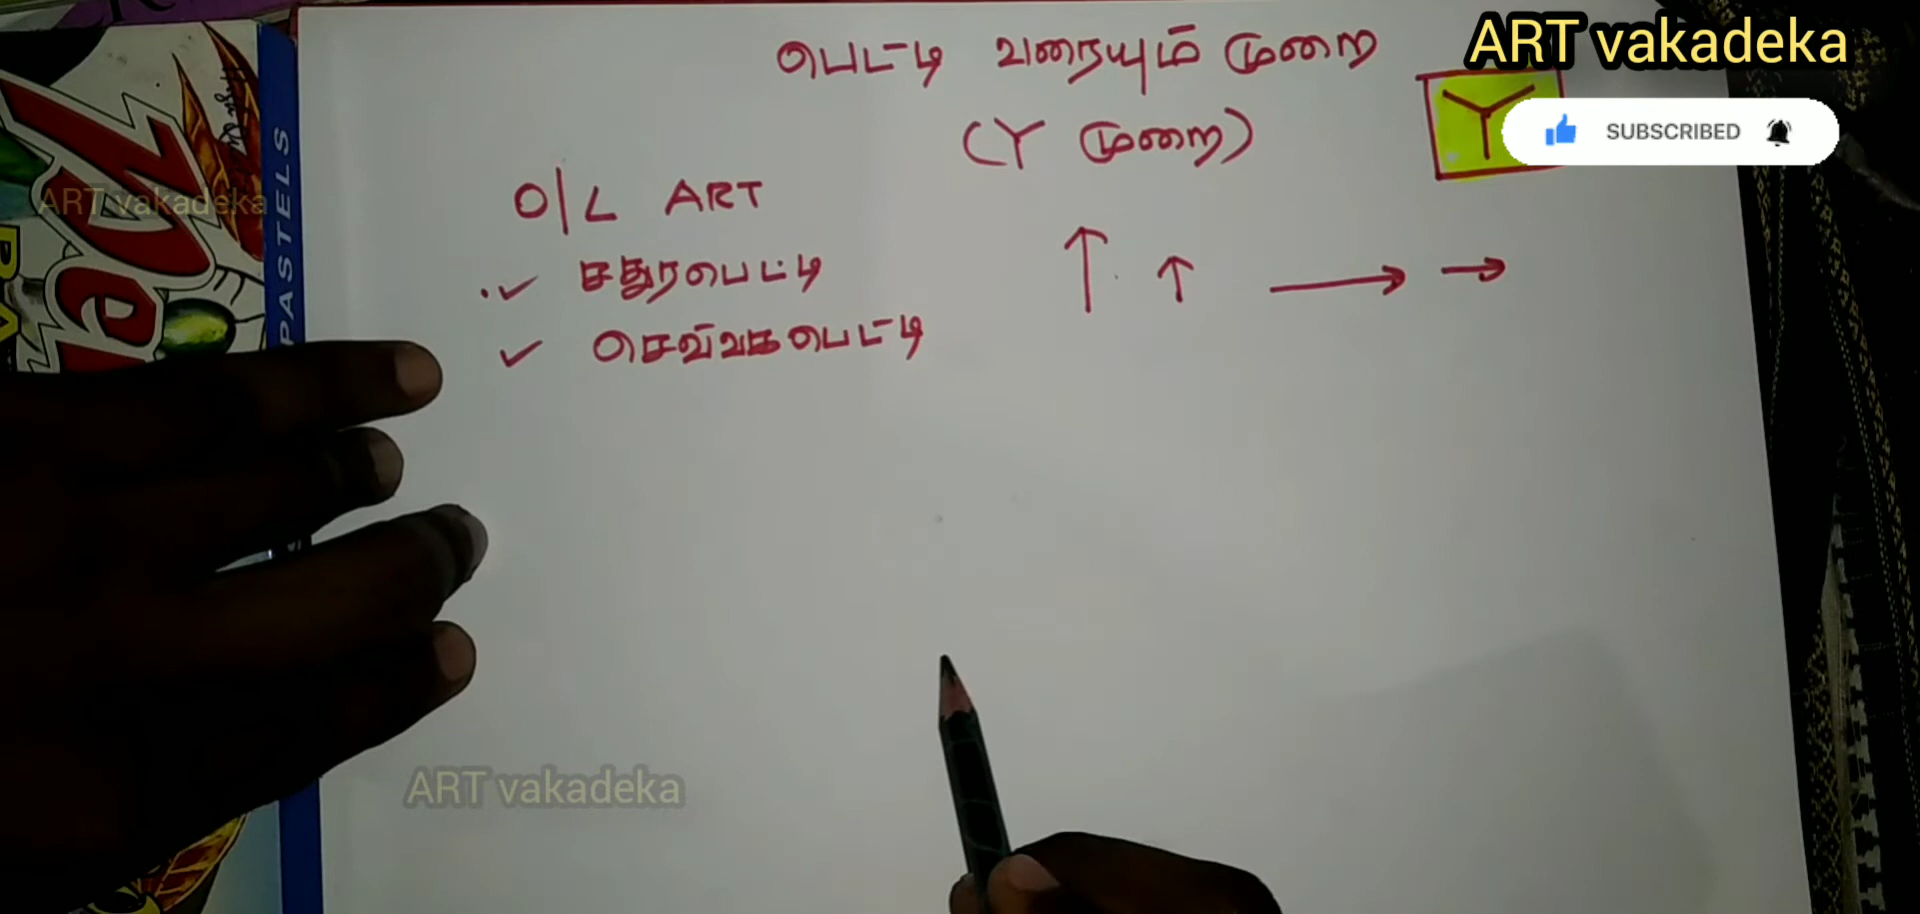 ART vakadeka
பெட்டி வரையும் முறை
(Y முறை)
Y
SUBSCRIBED
O/L ART
சதுரபெட்டி
செவ்வகபெட்டி
PASTELS
ART vakadeka
ART vakadeka